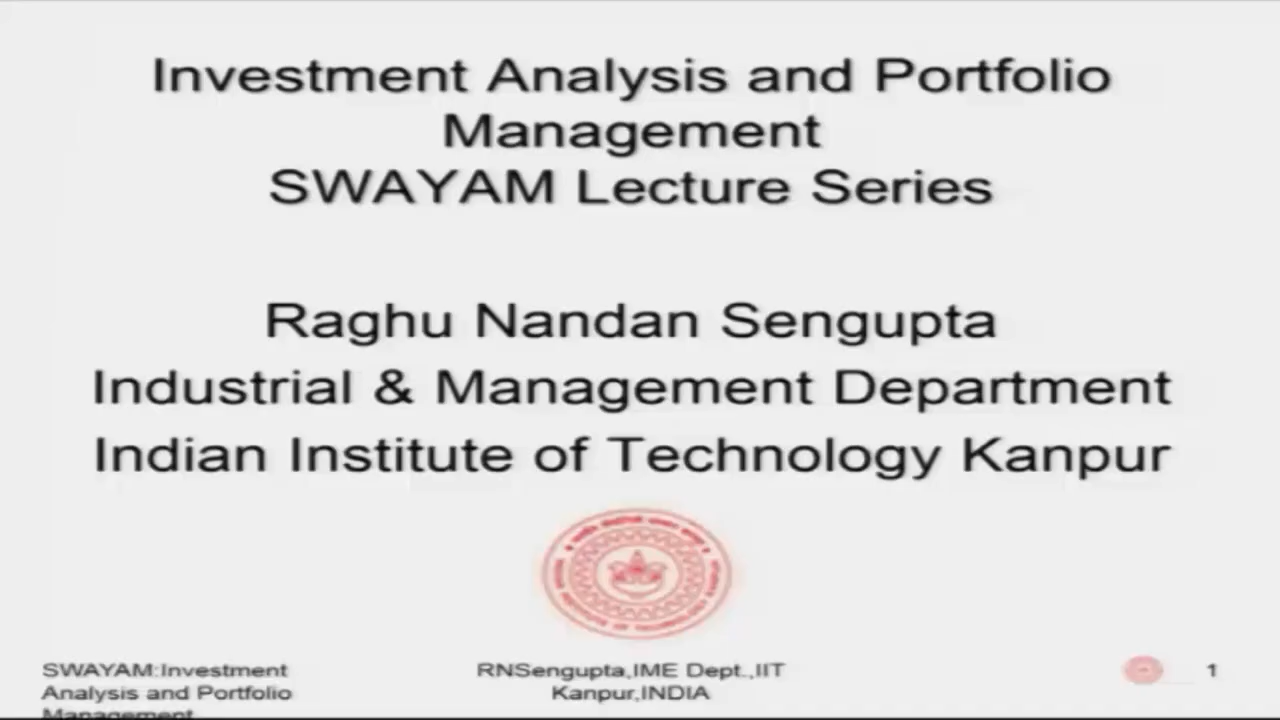 Investment Analysis and Portfolio
Management
SWAYAM Lecture Series
Raghu Nandan Sengupta
Industrial & Management Department
Indian Institute of Technology Kanpur
SWAYAM:Investment
Analysis and Portfolio
Management
RNSengupta,IME Dept.,IIT
Kanpur,INDIA
1